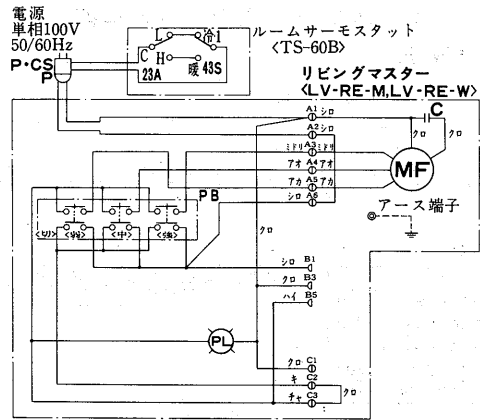 電源
単相100V
50/60Hz
P・CS
P
L
冷1
C
H
暖
23A
43S
ルームサーモスタット
<TS-60B>
リビングマスター
<LV-RE-M,LV-RE-W>
A1 シロ
C
クロ
クロ
A2 シロ
ミドリ A3 ミドリ
アオ A4 アオ
アカ A5 アカ
シロ A6
MF
PB
アース端子
<切> <弱> <中> <強>
クロ
シロ B1
クロ B3
ハイ B5
PL
クロ C1
キ C2
クロ
チャ C3